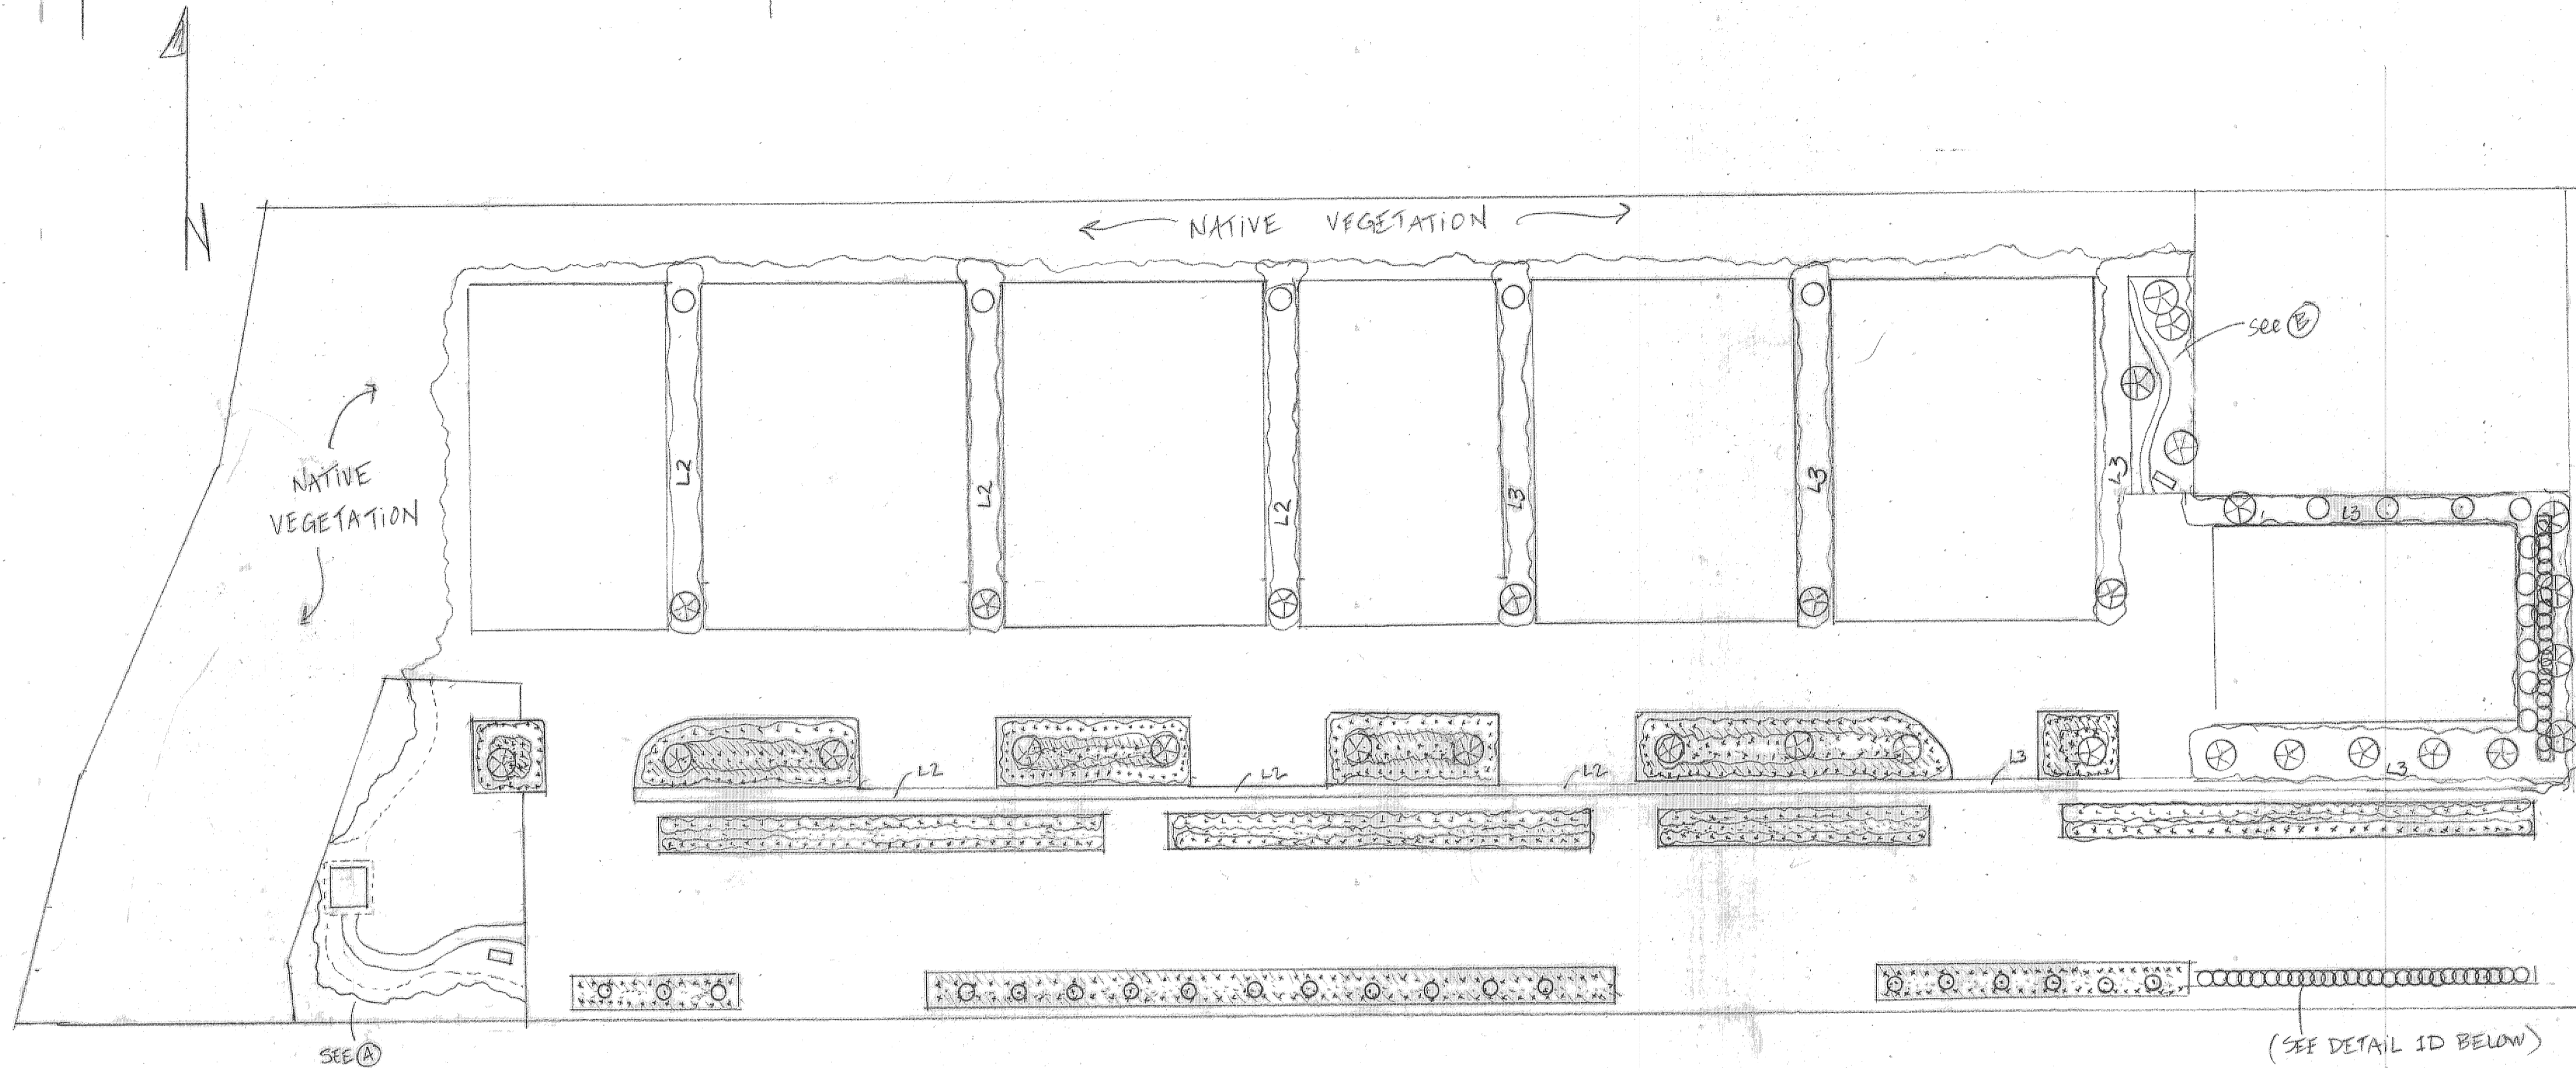 N
NATIVE VEGETATION
see B
NATIVE
VEGETATION
L2
L2
L2
L3
L3
L3
L3
L2
L2
L2
L3
L3
SEE A
(SEE DETAIL 1D BELOW)